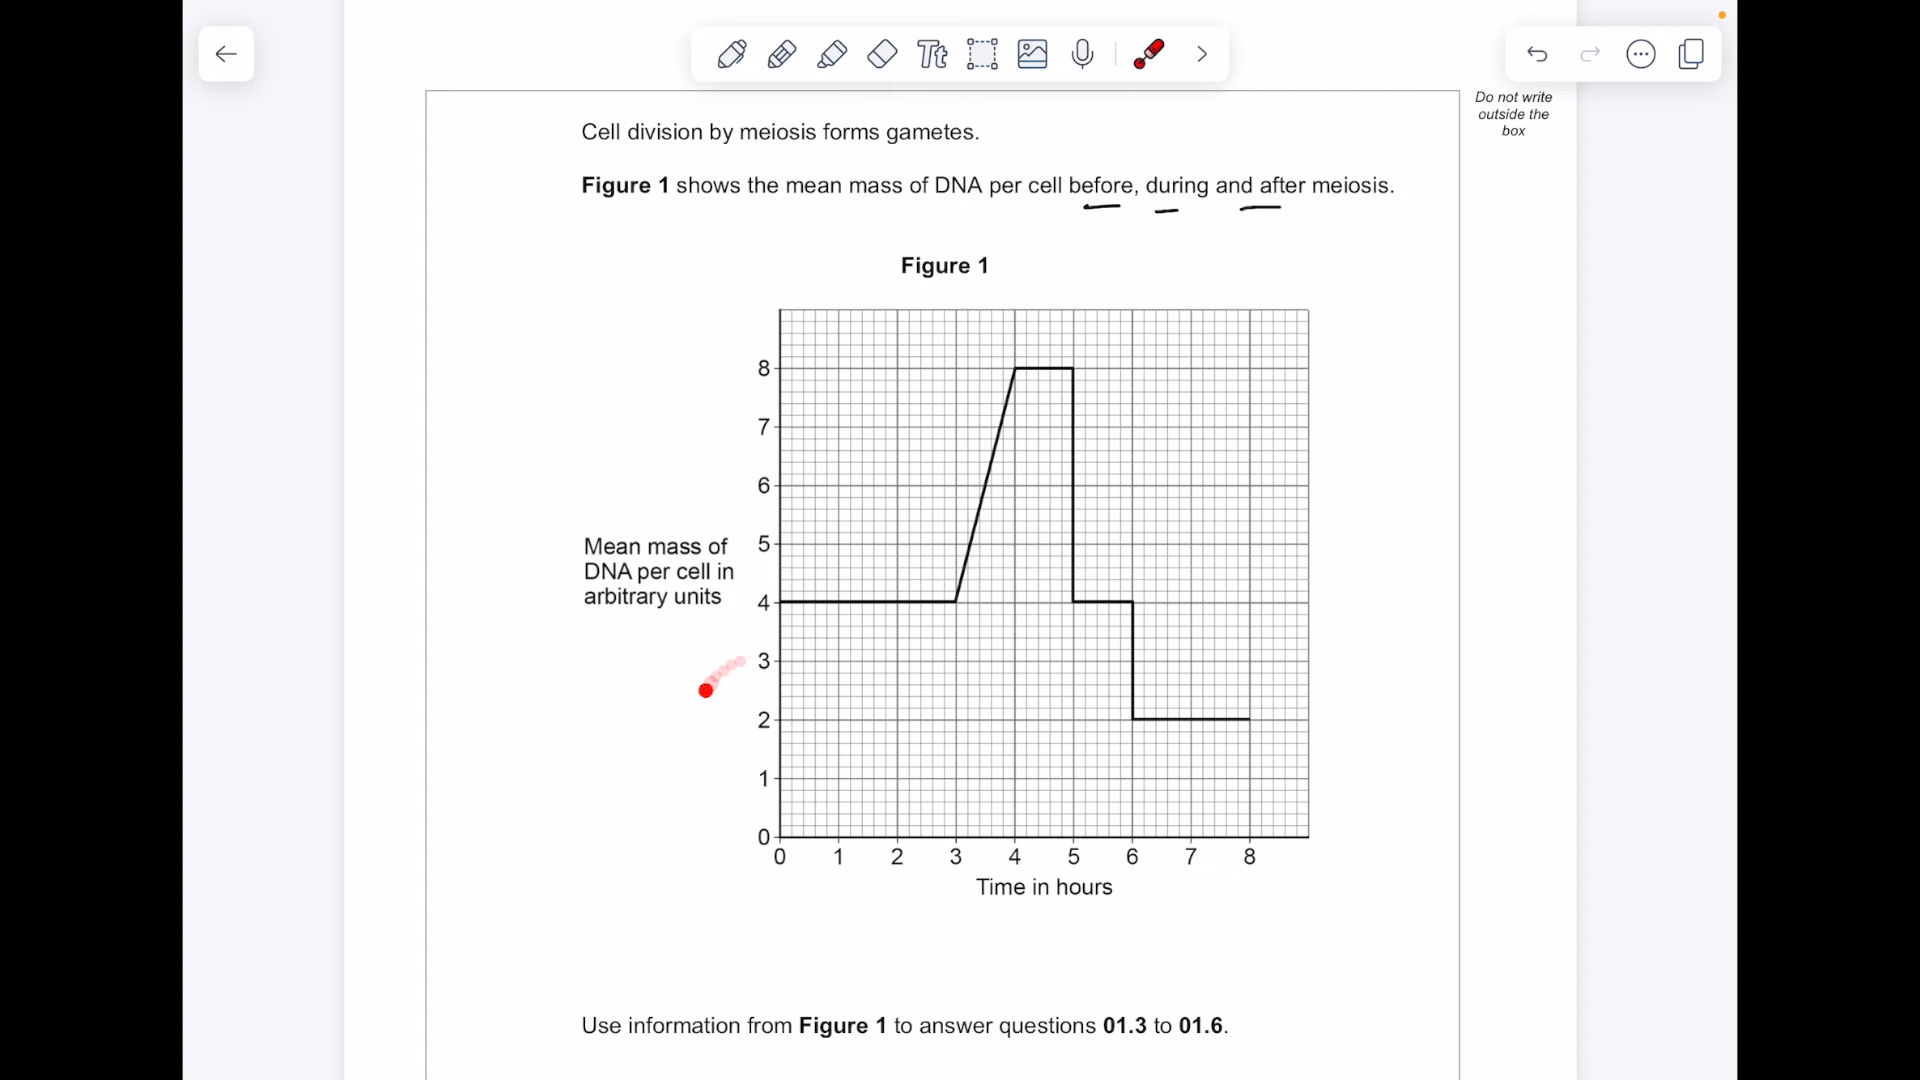 Tt
Do not write
outside the
box
Cell division by meiosis forms gametes.
Figure 1 shows the mean mass of DNA per cell before, during and after meiosis.
Figure 1
8
7
6
5
4
3
2
1
0
Mean mass of
DNA per cell in
arbitrary units
0 1 2 3 4 5 6 7 8
Time in hours
Use information from Figure 1 to answer questions 01.3 to 01.6.